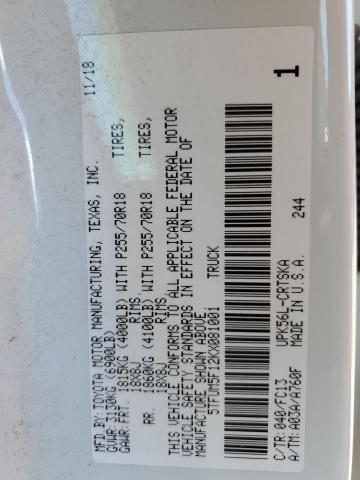 MFD.BY: TOYOTA MOTOR MANUFACTURING, TEXAS, INC. 11/18
GVWR: 3130KG (6900LB)
GAWR: FRT. 1815KG (4000LB) WITH P255/70R18 TIRES,
18X8J RIMS,
RR. 1860KG (4100LB) WITH P255/70R18 TIRES,
18X8J RIMS,
THIS VEHICLE CONFORMS TO ALL APPLICABLE FEDERAL MOTOR
VEHICLE SAFETY STANDARDS IN EFFECT ON THE DATE OF
MANUFACTURE SHOWN ABOVE.
5TFUM5F12KX081001 TRUCK
UPK56L-CRTSKA 244
C/TR: 040/FC13 MADE IN U.S.A.
A/TM: A03A/A760F
1